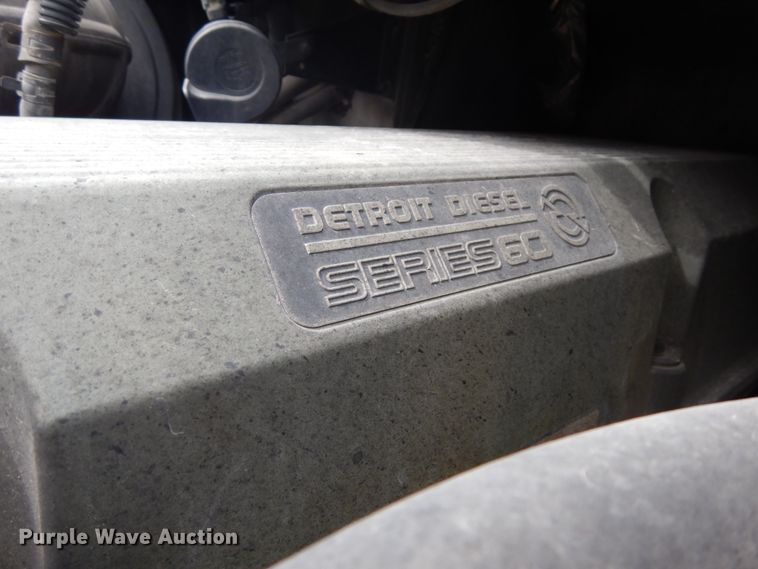 DETROIT DIESEL
SERIES 60
Purple Wave Auction